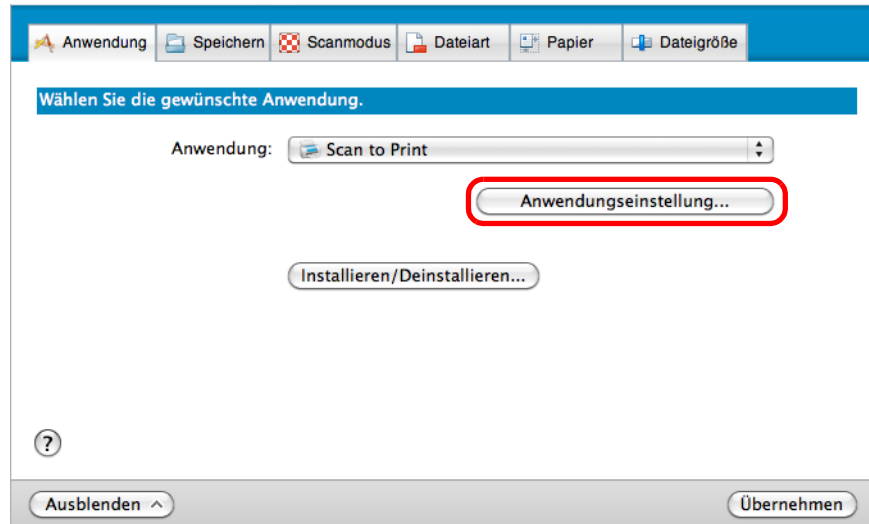 Anwendung Speichern Scanmodus Dateiart Papier Dateigröße
Wählen Sie die gewünschte Anwendung.
Anwendung: Scan to Print
Anwendungseinstellung...
Installieren/Deinstallieren...
?
Ausblenden Übernehmen